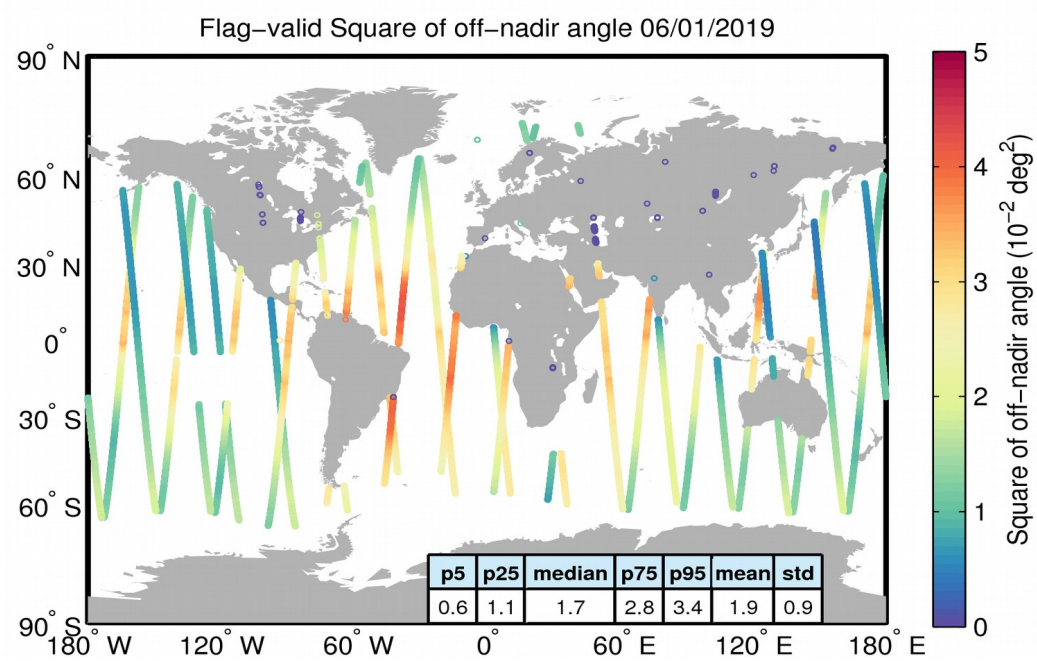 Flag−valid Square of off−nadir angle 06/01/2019
90° N
60° N
30° N
0°
30° S
60° S
90° S
180° W
120° W
60° W
0°
60° E
120° E
180° E
p5 p25 median p75 p95 mean std
0.6 1.1 1.7 2.8 3.4 1.9 0.9
5
4
3
2
1
0
Square of off−nadir angle (10⁻² deg²)